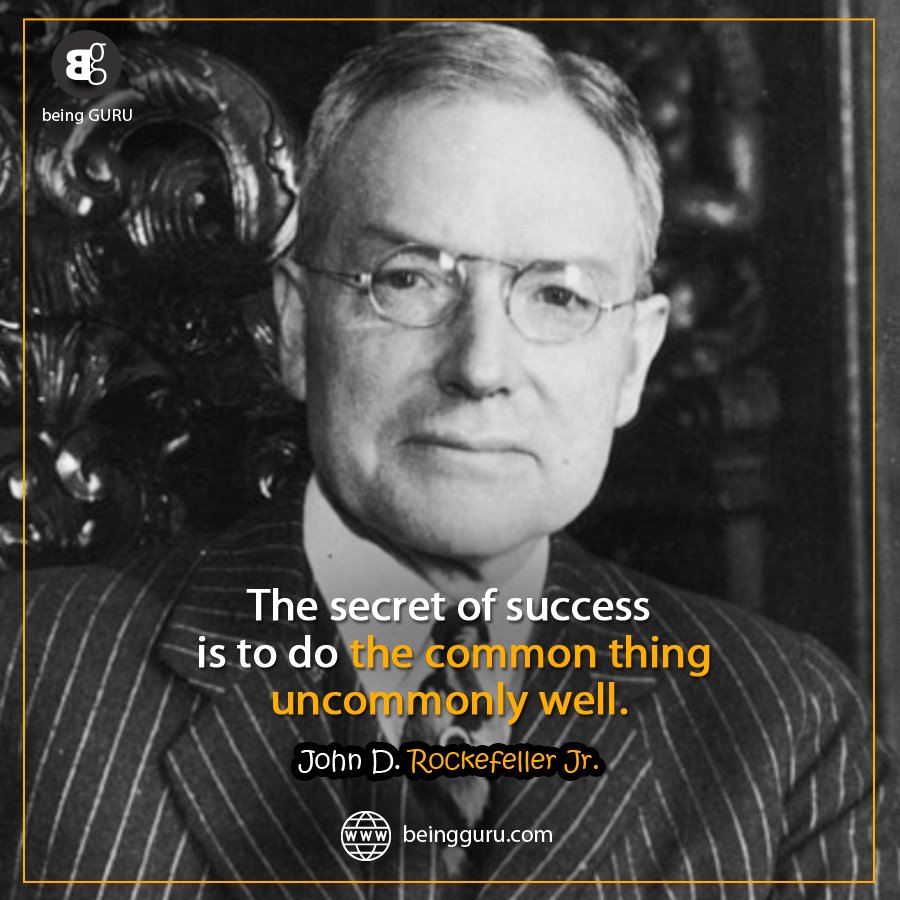 being GURU
The secret of success
is to do the common thing
uncommonly well.
John D. Rockefeller Jr.
www beingguru.com